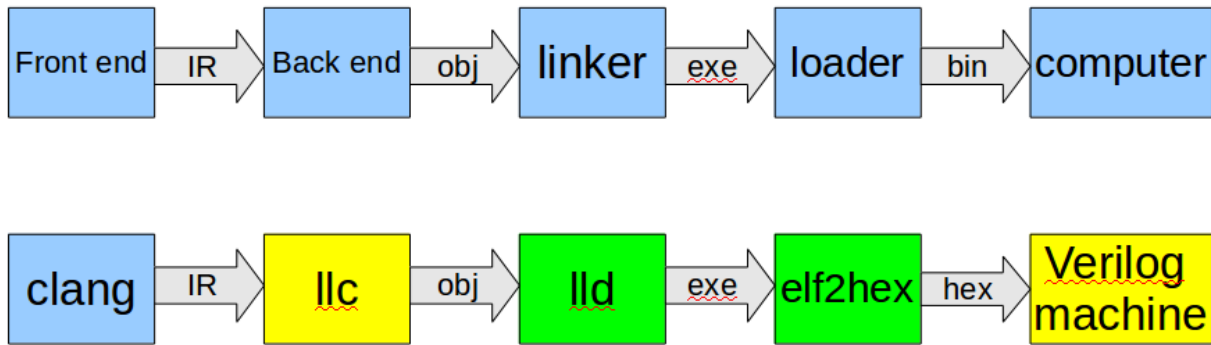 Front end IR Back end obj linker exe loader bin computer
clang IR llc obj lld exe elf2hex hex Verilog
machine